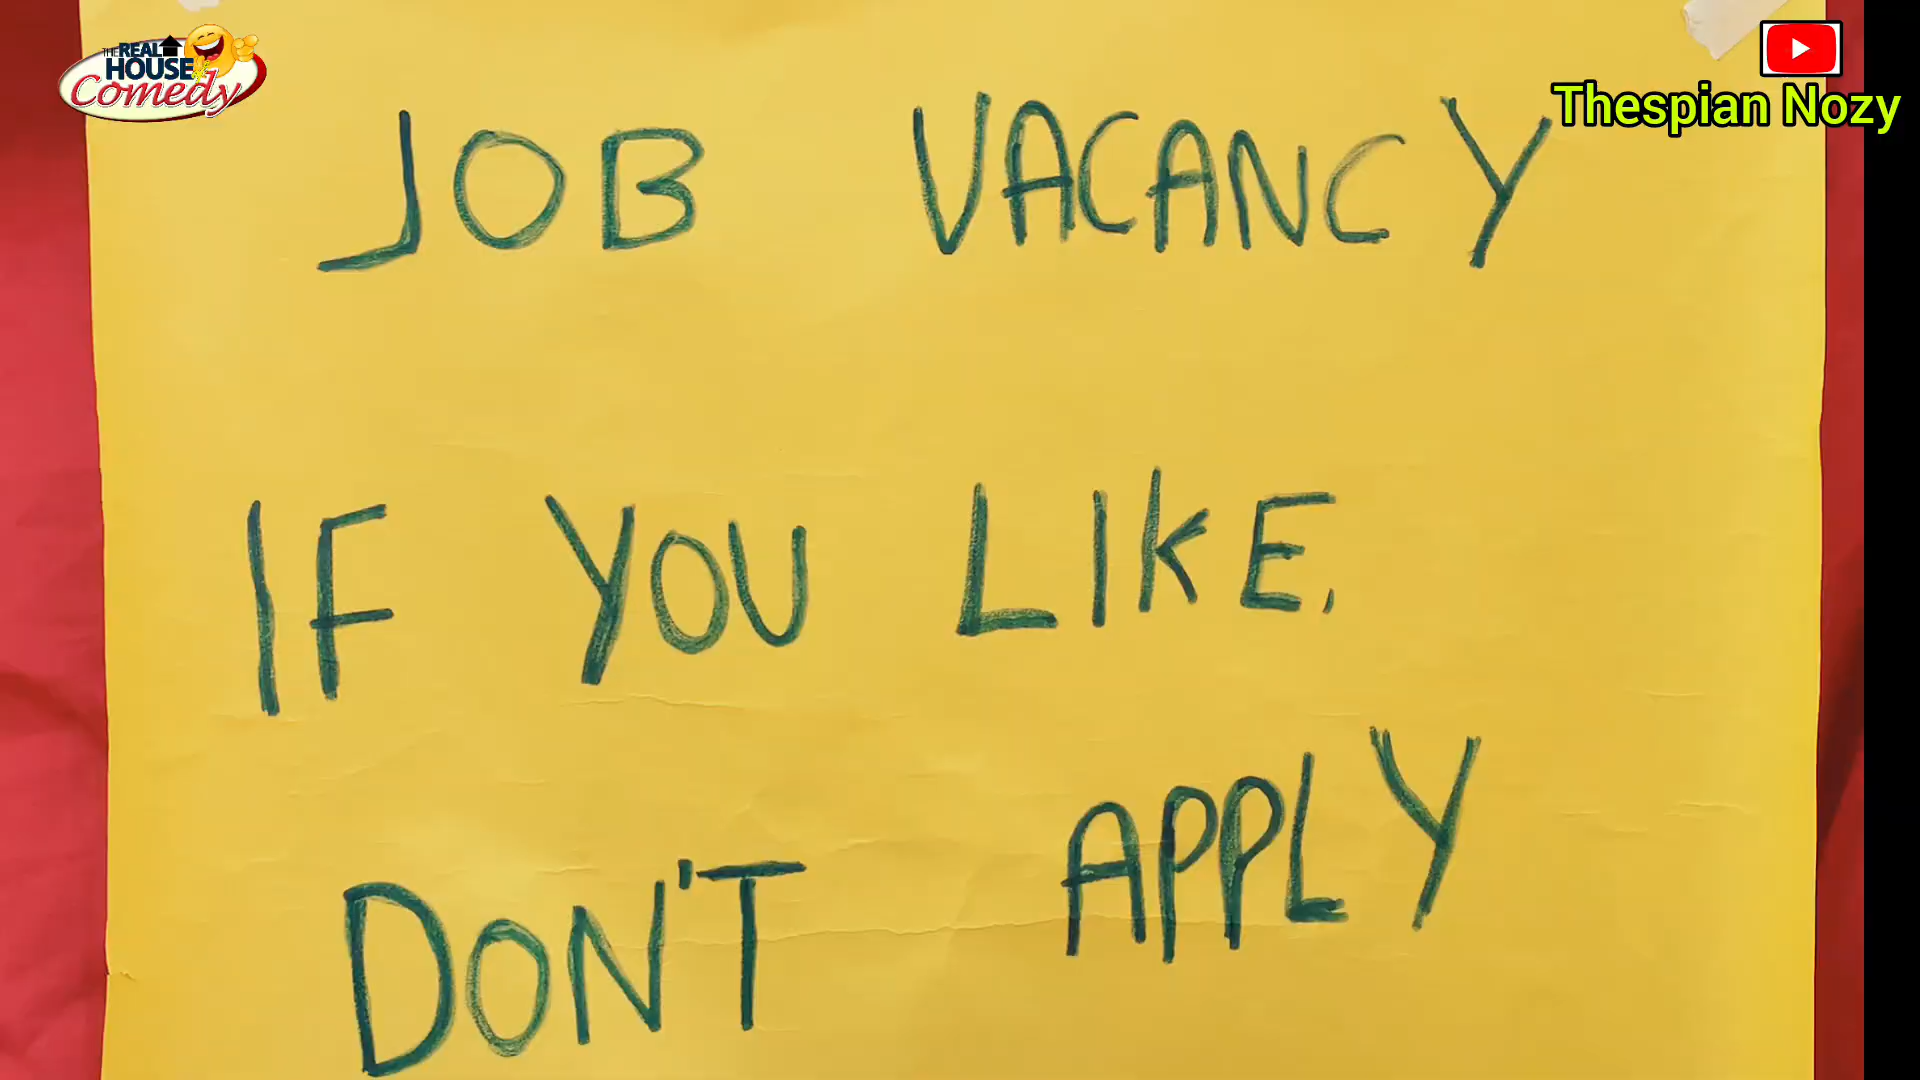 THE REAL
HOUSE
Comedy
Thespian Nozy
JOB VACANCY
IF YOU LIKE,
DON'T APPLY